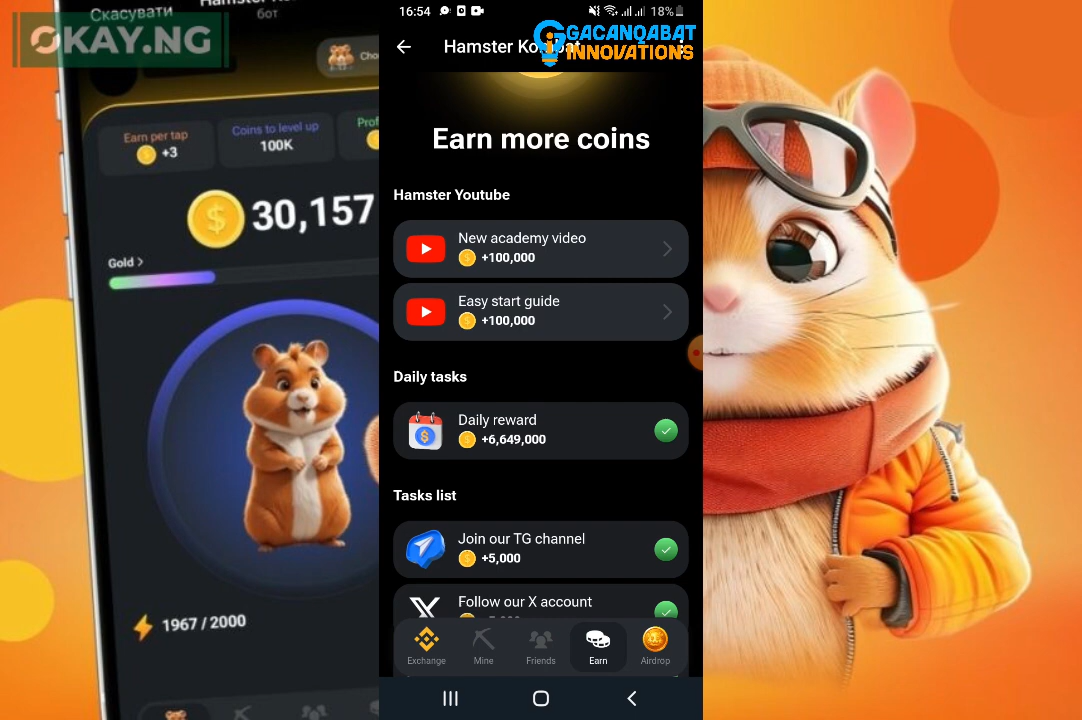 Скасувати
бот
OKAY.NG
Earn per tap
+3
Coins to level up
100K
30,157
Gold >
1967 / 2000
16:54
18%
Hamster
GACANQABAT
INNOVATIONS
Earn more coins
Hamster Youtube
New academy video
+100,000
Easy start guide
+100,000
Daily tasks
Daily reward
+6,649,000
Tasks list
Join our TG channel
+5,000
Follow our X account
Exchange
Mine
Friends
Earn
Airdrop